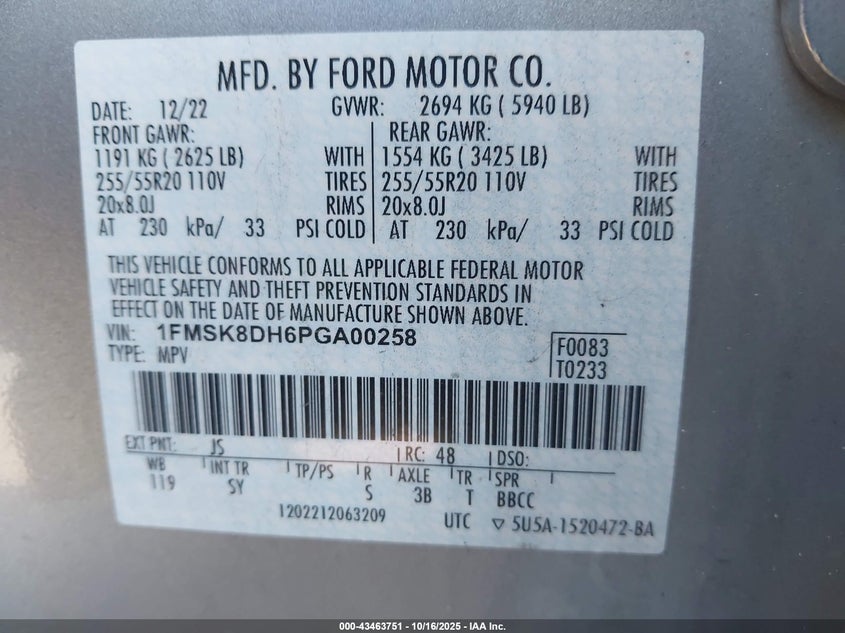 MFD. BY FORD MOTOR CO.
DATE: 12/22 GVWR: 2694 KG ( 5940 LB)
FRONT GAWR: REAR GAWR:
1191 KG ( 2625 LB) WITH 1554 KG ( 3425 LB) WITH
255/55R20 110V TIRES 255/55R20 110V TIRES
20x8.0J RIMS 20x8.0J RIMS
AT 230 kPa/ 33 PSI COLD AT 230 kPa/ 33 PSI COLD
THIS VEHICLE CONFORMS TO ALL APPLICABLE FEDERAL MOTOR
VEHICLE SAFETY AND THEFT PREVENTION STANDARDS IN
EFFECT ON THE DATE OF MANUFACTURE SHOWN ABOVE.
VIN: 1FMSK8DH6PGA00258
TYPE: MPV
F0083
T0233
EXT PNT: JS RC: 48 DSO:
WB INT TR TP/PS R AXLE TR SPR
119 SY S 3B T BBCC
1202212063209 UTC ▽ 5U5A-1520472-BA
000-43463751 | 10/16/2025 | IAA Inc.